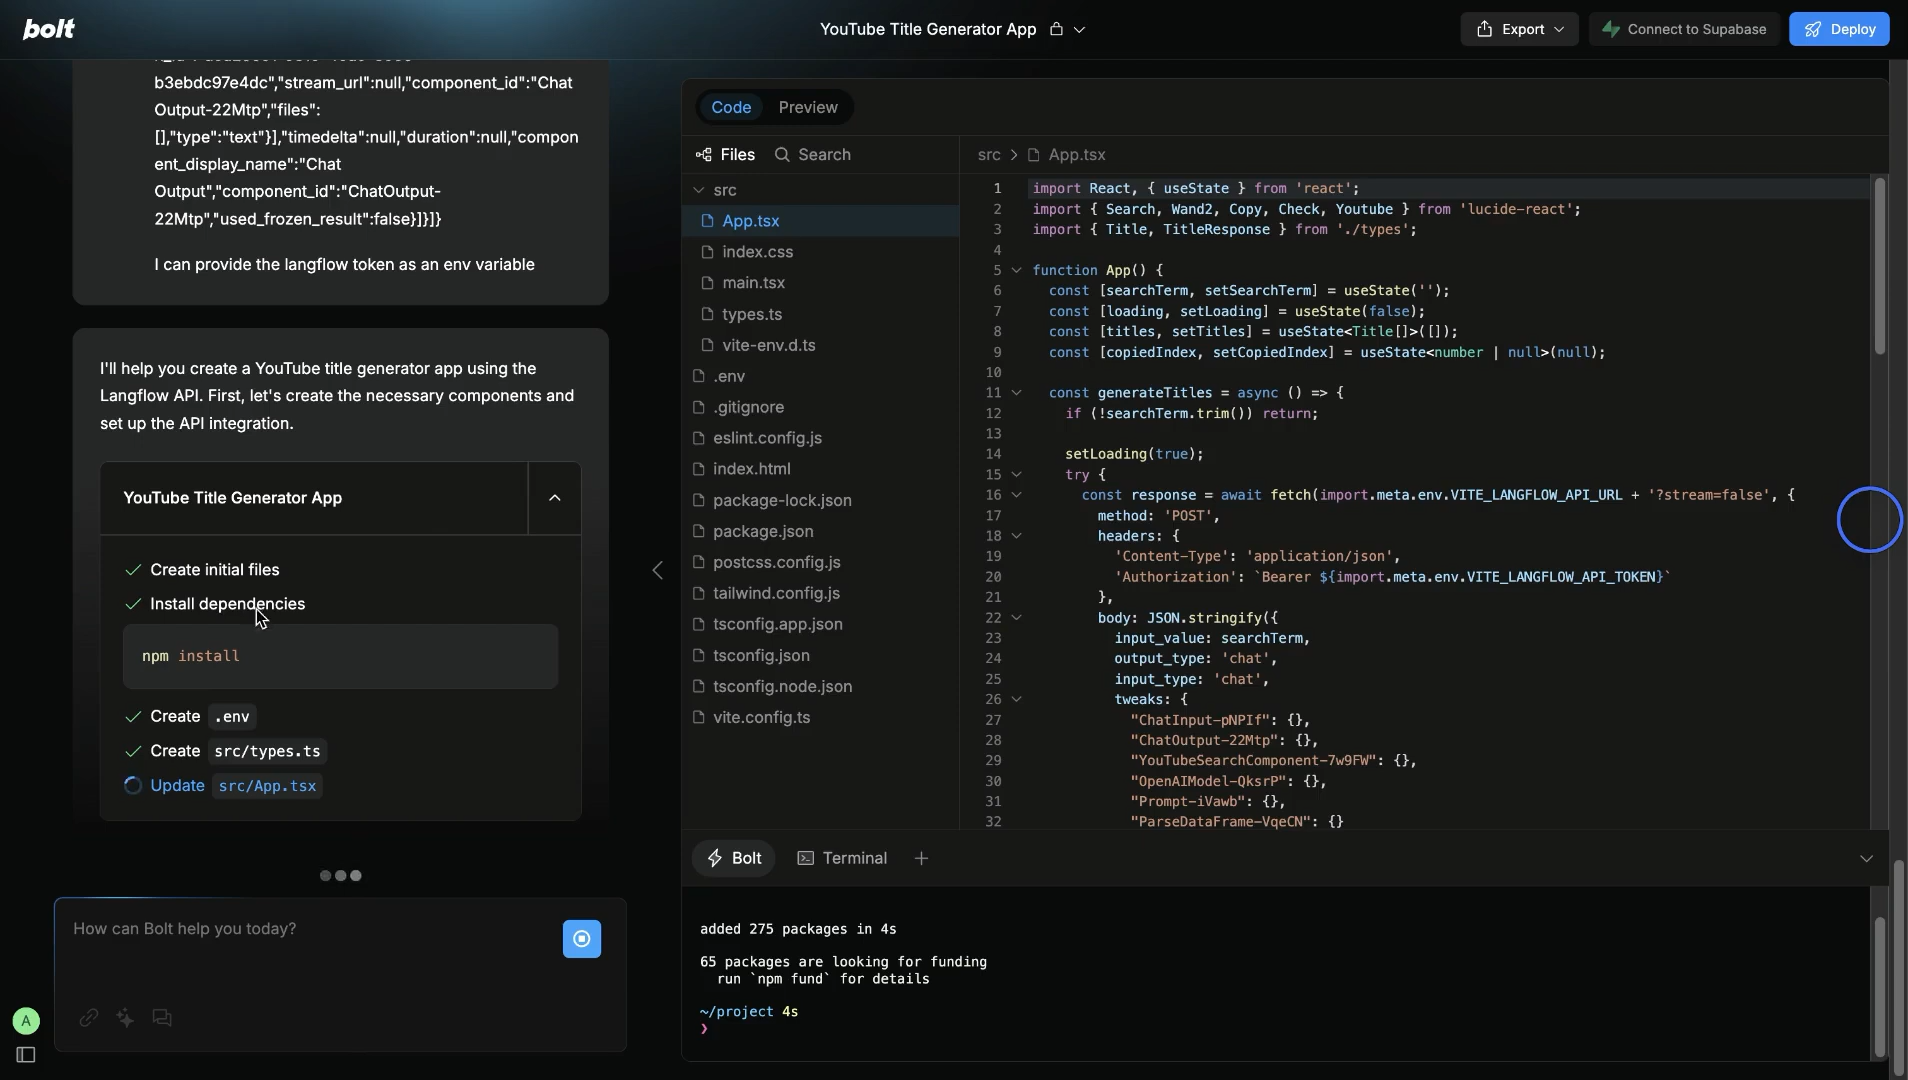 bolt
YouTube Title Generator App
Export
Connect to Supabase
Deploy
b3ebdc97e4dc","stream_url":null,"component_id":"Chat
Output-22Mtp","files":
[],"type":"text"}],"timedelta":null,"duration":null,"compon
ent_display_name":"Chat
Output","component_id":"ChatOutput-
22Mtp","used_frozen_result":false}]}]}
I can provide the langflow token as an env variable
I'll help you create a YouTube title generator app using the
Langflow API. First, let's create the necessary components and
set up the API integration.
YouTube Title Generator App
Create initial files
Install dependencies
npm install
Create .env
Create src/types.ts
Update src/App.tsx
How can Bolt help you today?
A
Code Preview
Files Search
src
App.tsx
index.css
main.tsx
types.ts
vite-env.d.ts
.env
.gitignore
eslint.config.js
index.html
package-lock.json
package.json
postcss.config.js
tailwind.config.js
tsconfig.app.json
tsconfig.json
tsconfig.node.json
vite.config.ts
src > App.tsx
1 import React, { useState } from 'react';
2 import { Search, Wand2, Copy, Check, Youtube } from 'lucide-react';
3 import { Title, TitleResponse } from './types';
4
5 function App() {
6 const [searchTerm, setSearchTerm] = useState('');
7 const [loading, setLoading] = useState(false);
8 const [titles, setTitles] = useState<Title[]>([]);
9 const [copiedIndex, setCopiedIndex] = useState<number | null>(null);
10
11 const generateTitles = async () => {
12 if (!searchTerm.trim()) return;
13
14 setLoading(true);
15 try {
16 const response = await fetch(import.meta.env.VITE_LANGFLOW_API_URL + '?stream=false', {
17 method: 'POST',
18 headers: {
19 'Content-Type': 'application/json',
20 'Authorization': `Bearer ${import.meta.env.VITE_LANGFLOW_API_TOKEN}`
21 },
22 body: JSON.stringify({
23 input_value: searchTerm,
24 output_type: 'chat',
25 input_type: 'chat',
26 tweaks: {
27 "ChatInput-pNPIf": {},
28 "ChatOutput-22Mtp": {},
29 "YouTubeSearchComponent-7w9FW": {},
30 "OpenAIModel-QksrP": {},
31 "Prompt-iVawb": {},
32 "ParseDataFrame-VqeCN": {}
Bolt Terminal +
added 275 packages in 4s
65 packages are looking for funding
run `npm fund` for details
~/project 4s
❯